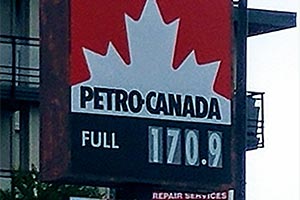 PETRO-CANADA
FULL 170.9
REPAIR SERVICES